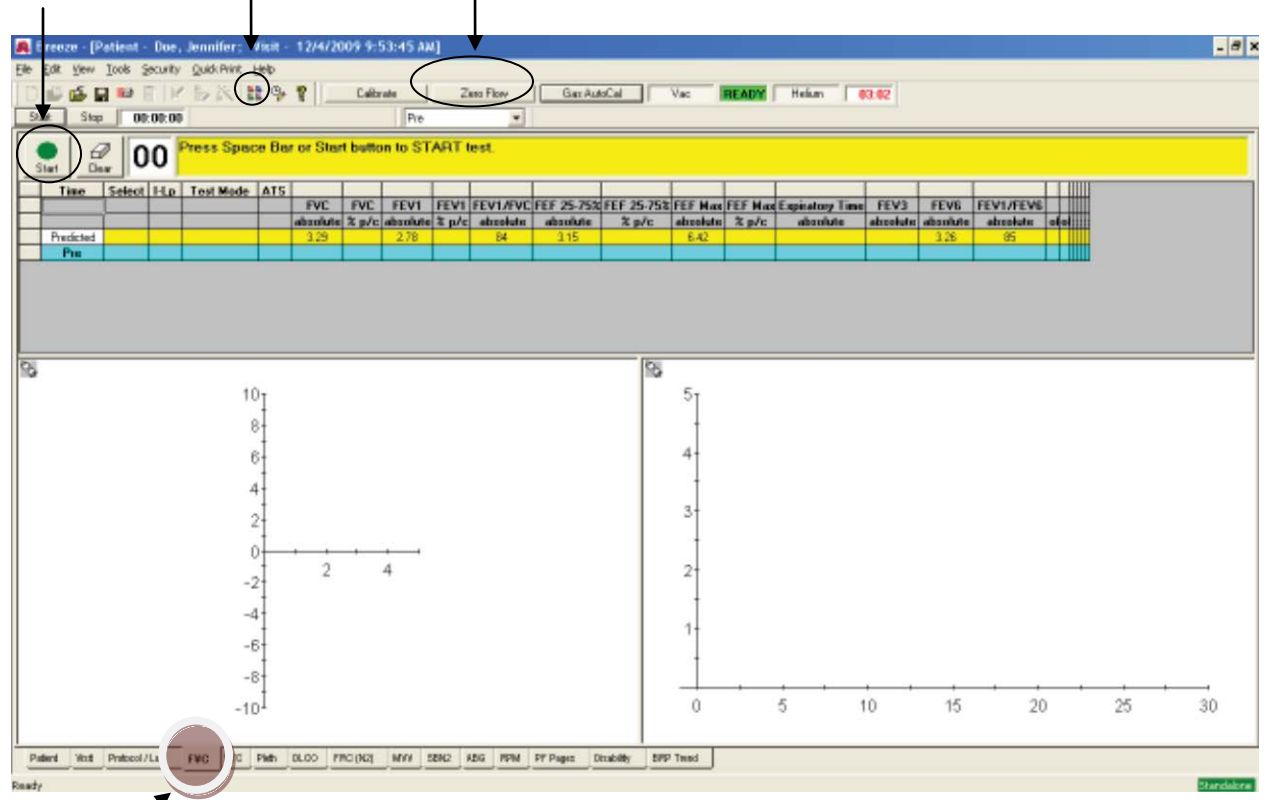 Breeze - [Patient - Doe, Jennifer; Visit - 12/4/2009 9:53:45 AM]
File Edit View Tools Security Quick Print Help
Calibrate Zero Flow Gas AutoCal Vac READY Helium 03:02
Start Stop 00:00:00 Pre
Start Clear 00 Press Space Bar or Start button to START test.
Time Select Test Mode ATS
FVC FVC FEV1 FEV1 FEV1/FVC FEF 25-75% FEF 25-75% FEF Max FEF Max Expiratory Time FEV3 FEV6 FEV1/FEV6
absolute % p/c absolute % p/c absolute absolute % p/c absolute % p/c absolute absolute absolute absolute
Predicted 3.29 2.78 84 3.15 6.42 3.26 85
Pre
10
8
6
4
2
0
2 4
-2
-4
-6
-8
-10
5
4
3
2
1
0 5 10 15 20 25 30
Patient Visit FVC Pleth DLCO FRC (N2) MVV SBN2 ABG RPM PF Pages Disability BRP Trend
Ready Standalone